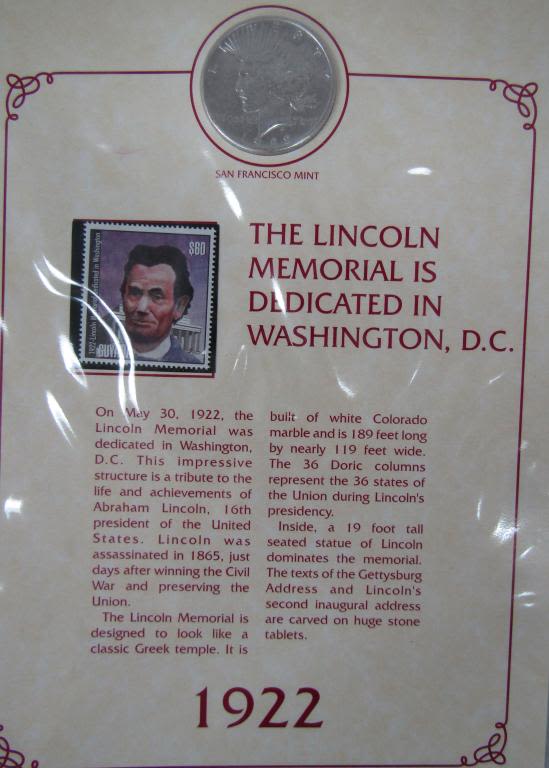 LIBERTY
SAN FRANCISCO MINT
$60
GUYANA
THE LINCOLN
MEMORIAL IS
DEDICATED IN
WASHINGTON, D.C.
On May 30, 1922, the
Lincoln Memorial was
dedicated in Washington,
D.C. This impressive
structure is a tribute to the
life and achievements of
Abraham Lincoln, 16th
president of the United
States. Lincoln was
assassinated in 1865, just
days after winning the Civil
War and preserving the
Union.
The Lincoln Memorial is
designed to look like a
classic Greek temple. It is
built of white Colorado
marble and is 189 feet long
by nearly 119 feet wide.
The 36 Doric columns
represent the 36 states of
the Union during Lincoln's
presidency.
Inside, a 19 foot tall
seated statue of Lincoln
dominates the memorial.
The texts of the Gettysburg
Address and Lincoln's
second inaugural address
are carved on huge stone
tablets.
1922